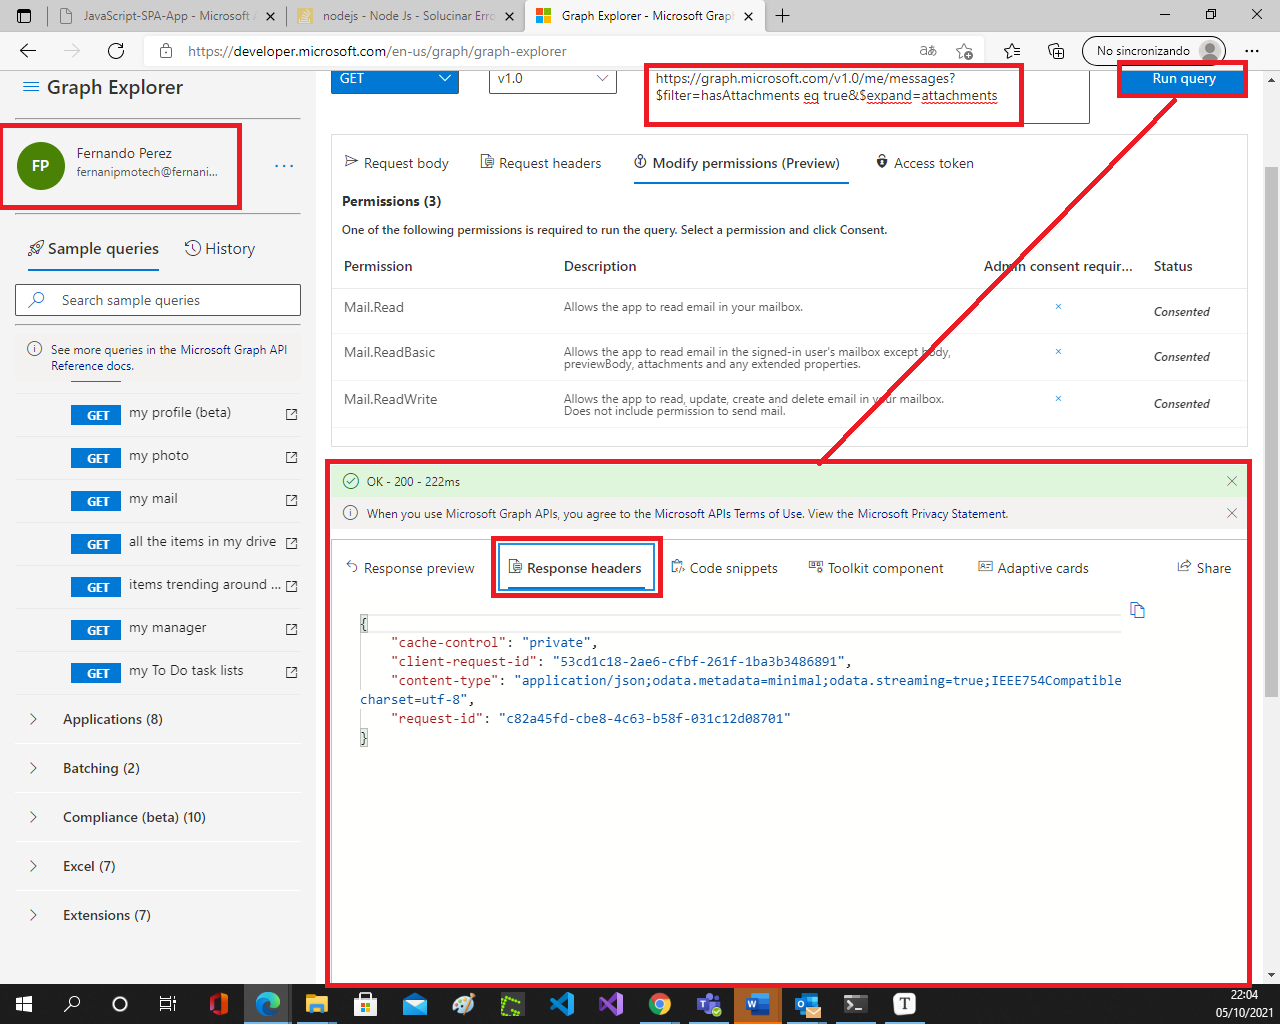 JavaScript-SPA-App - Microsoft A
nodejs - Node Js - Solucinar Erro
Graph Explorer - Microsoft Grap
https://developer.microsoft.com/en-us/graph/graph-explorer
No sincronizando
Graph Explorer
GET
v1.0
https://graph.microsoft.com/v1.0/me/messages?
$filter=hasAttachments eq true&$expand=attachments
Run query
FP
Fernando Perez
fernanipmotech@fernani...
Sample queries
History
Search sample queries
See more queries in the Microsoft Graph API
Reference docs.
GET my profile (beta)
GET my photo
GET my mail
GET all the items in my drive
GET items trending around ...
GET my manager
GET my To Do task lists
Applications (8)
Batching (2)
Compliance (beta) (10)
Excel (7)
Extensions (7)
Request body
Request headers
Modify permissions (Preview)
Access token
Permissions (3)
One of the following permissions is required to run the query. Select a permission and click Consent.
Permission Description Admin consent requir... Status
Mail.Read Allows the app to read email in your mailbox. Consented
Mail.ReadBasic Allows the app to read email in the signed-in user's mailbox except body,
previewBody, attachments and any extended properties. Consented
Mail.ReadWrite Allows the app to read, update, create and delete email in your mailbox.
Does not include permission to send mail. Consented
OK - 200 - 222ms
When you use Microsoft Graph APIs, you agree to the Microsoft APIs Terms of Use. View the Microsoft Privacy Statement.
Response preview
Response headers
Code snippets
Toolkit component
Adaptive cards
Share
{
"cache-control": "private",
"client-request-id": "53cd1c18-2ae6-cfbf-261f-1ba3b3486891",
"content-type": "application/json;odata.metadata=minimal;odata.streaming=true;IEEE754Compatible
charset=utf-8",
"request-id": "c82a45fd-cbe8-4c63-b58f-031c12d08701"
}
22:04
05/10/2021